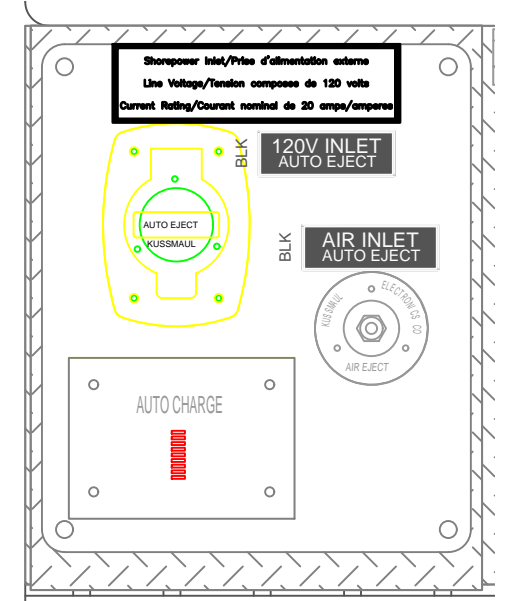 Shorepower Inlet/Prise d'alimentation externe
Line Voltage/Tension composee de 120 volts
Current Rating/Courant nominal de 20 amps/amperes
BLK
120V INLET
AUTO EJECT
AUTO EJECT
KUSSMAUL
BLK
AIR INLET
AUTO EJECT
KUSSMAUL ELECTRONICS CO
AIR EJECT
AUTO CHARGE